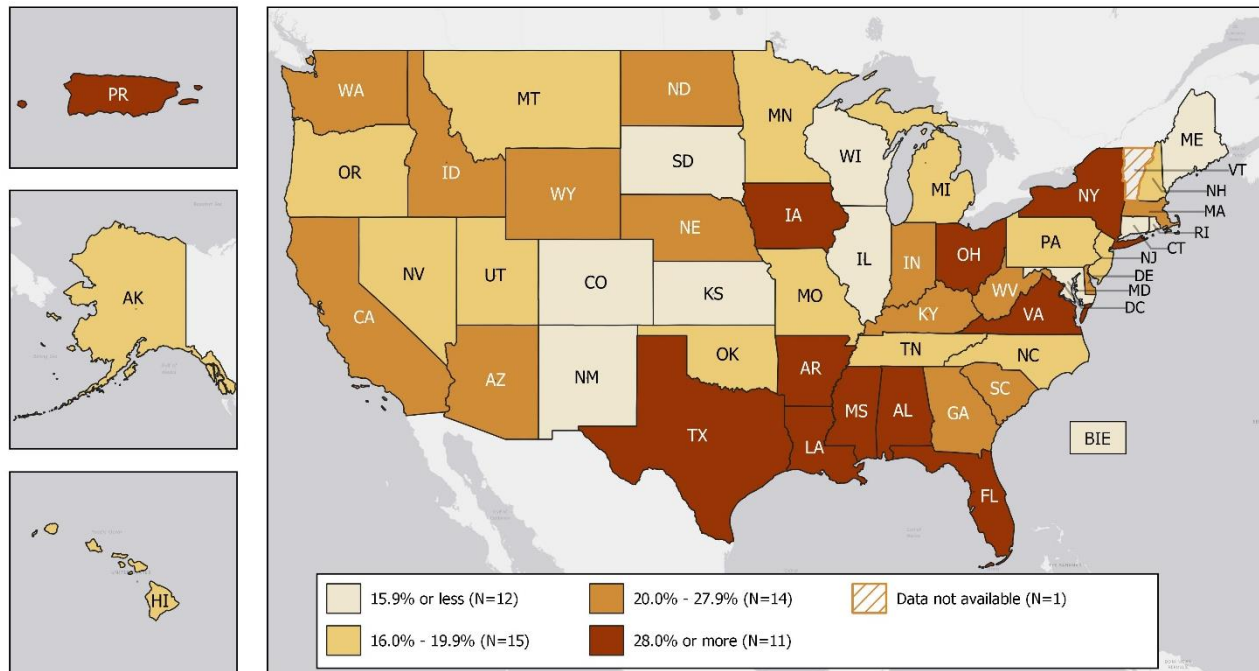 PR
AK
HI
WA
MT
ND
MN
OR
ID
WY
SD
WI
MI
ME
VT
NH
MA
RI
CT
NY
PA
NJ
DE
MD
DC
NV
UT
CO
NE
IA
IL
IN
OH
WV
VA
KY
CA
AZ
NM
KS
OK
MO
TN
NC
SC
AR
MS
AL
GA
TX
LA
FL
BIE
15.9% or less (N=12)
20.0% - 27.9% (N=14)
Data not available (N=1)
16.0% - 19.9% (N=15)
28.0% or more (N=11)